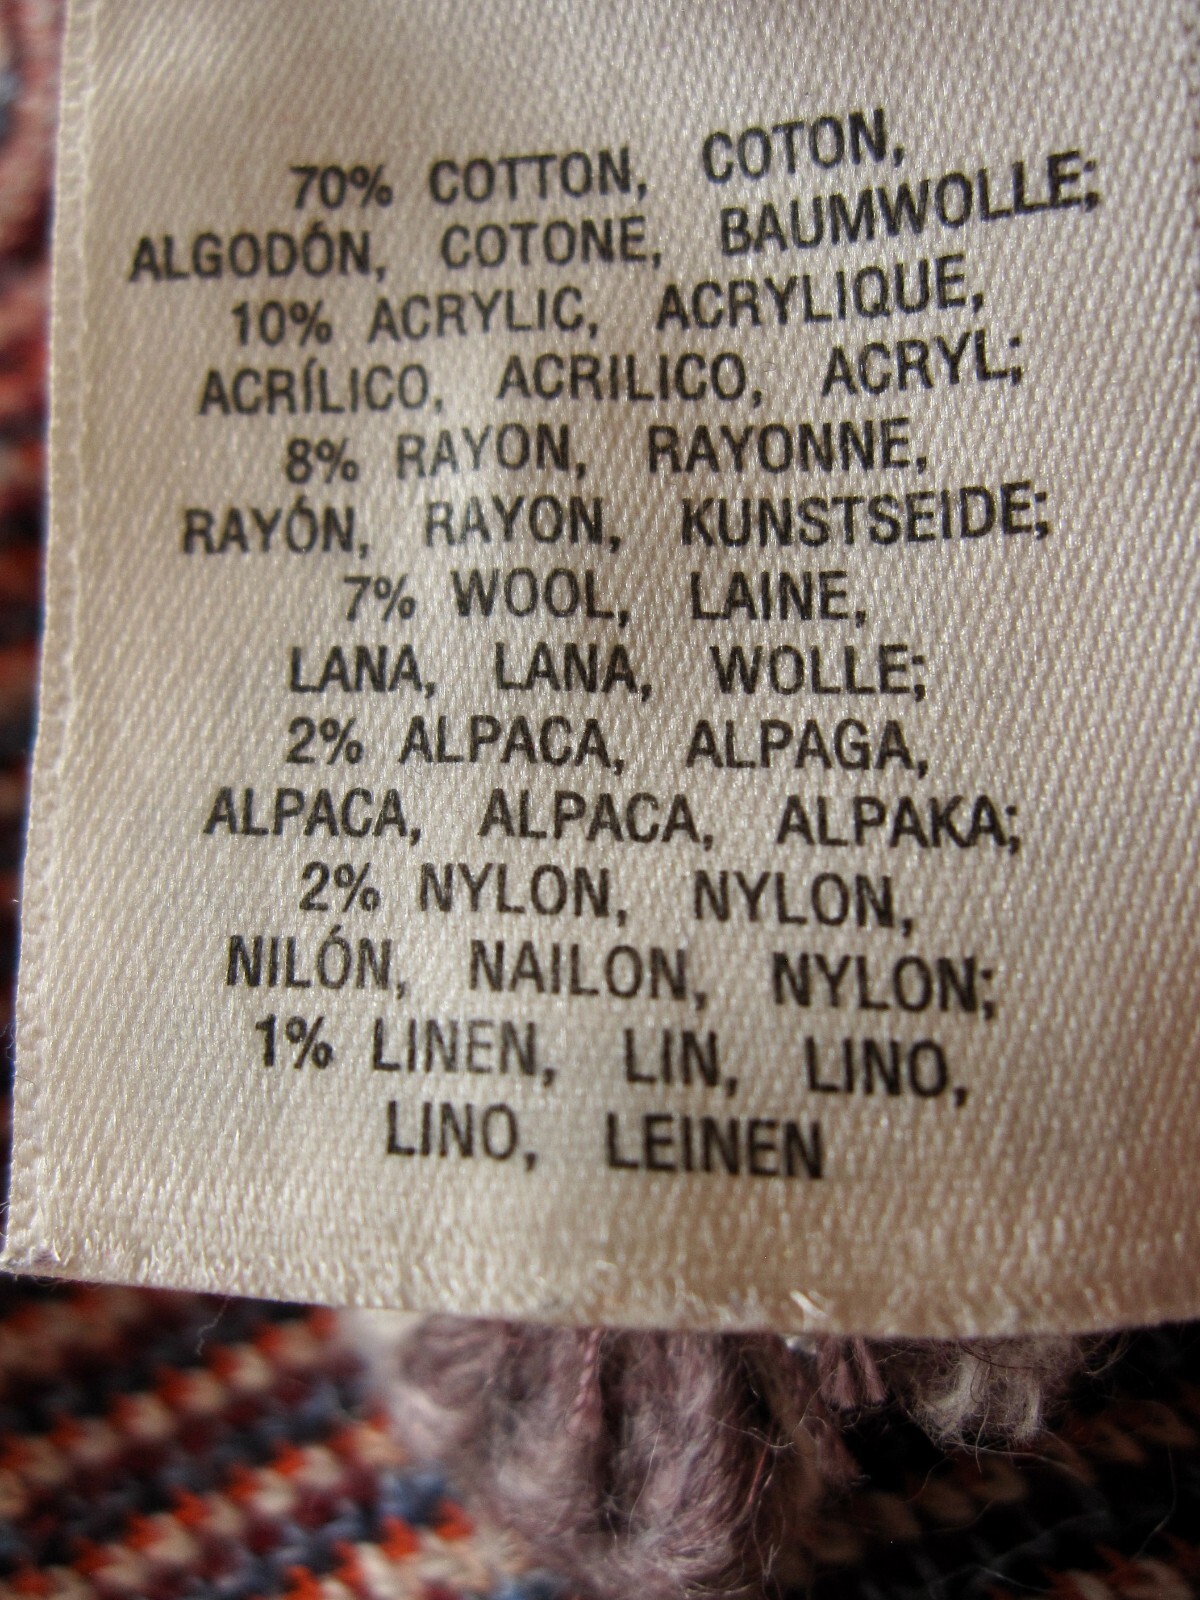 70% COTTON, COTON,
ALGODÓN, COTONE, BAUMWOLLE;
10% ACRYLIC, ACRYLIQUE,
ACRÍLICO, ACRILICO, ACRYL;
8% RAYON, RAYONNE,
RAYÓN, RAYON, KUNSTSEIDE;
7% WOOL, LAINE,
LANA, LANA, WOLLE;
2% ALPACA, ALPAGA,
ALPACA, ALPACA, ALPAKA;
2% NYLON, NYLON,
NILÓN, NAILON, NYLON;
1% LINEN, LIN, LINO,
LINO, LEINEN